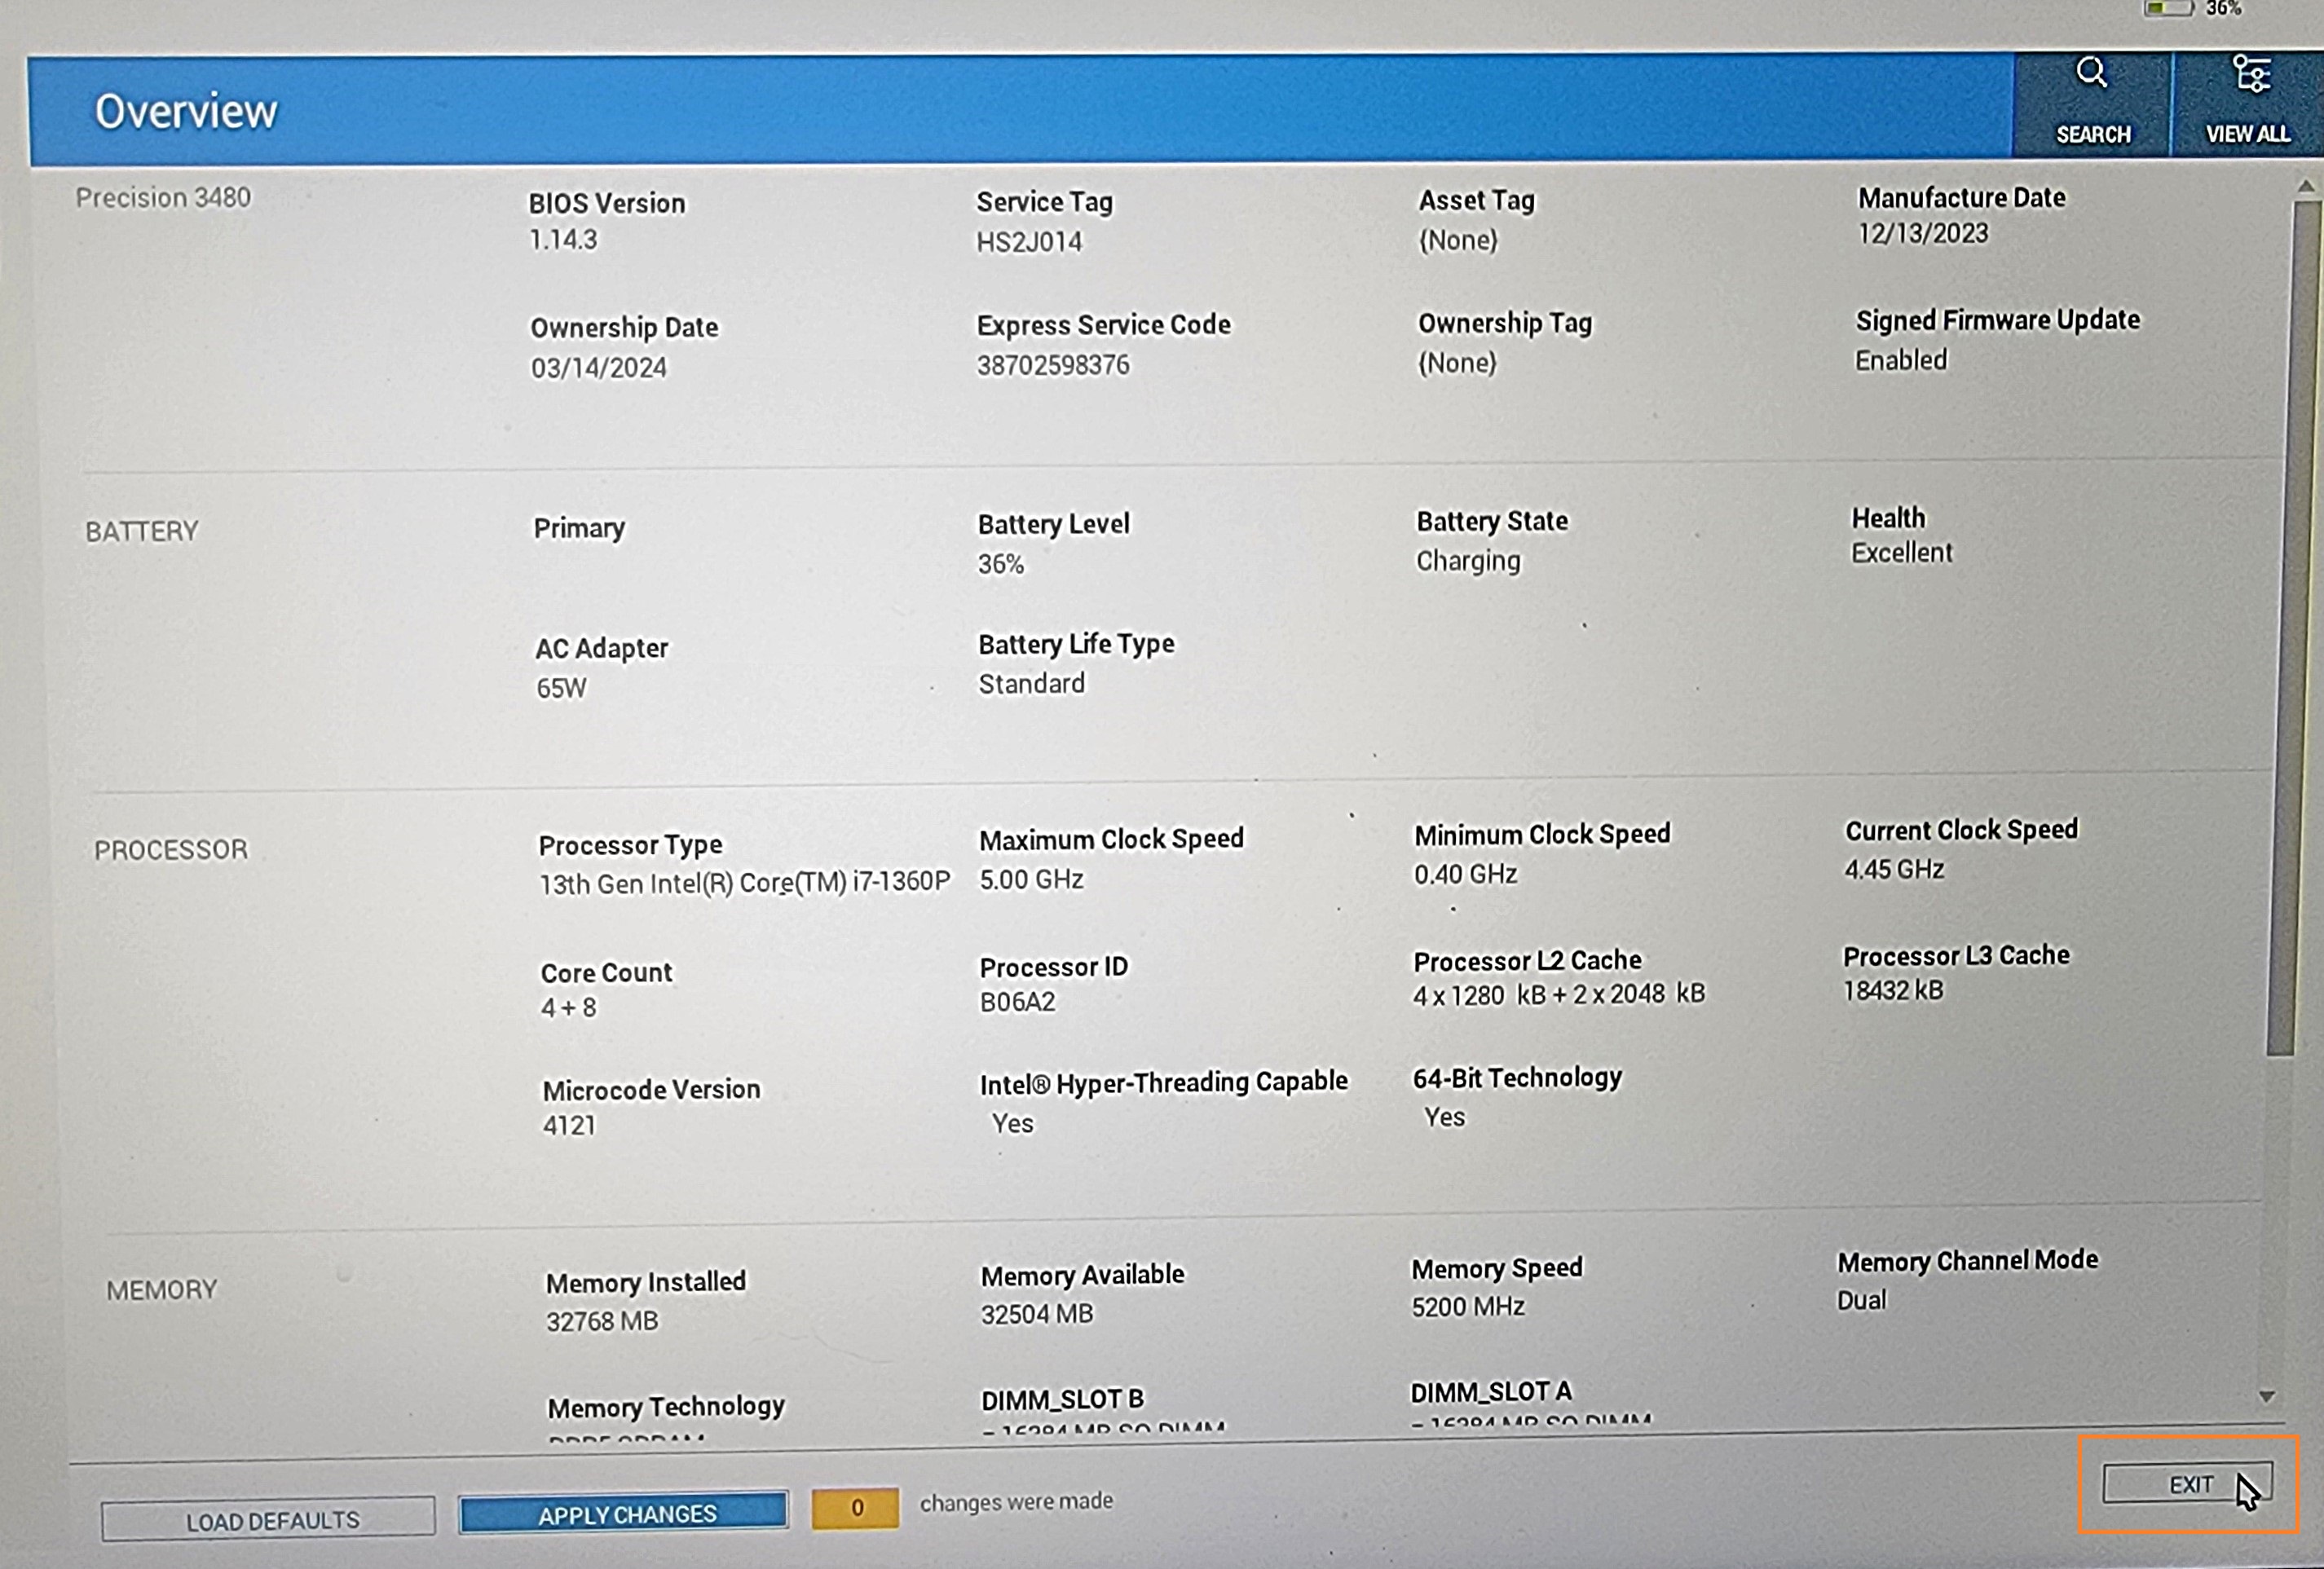 36%
Overview
SEARCH
VIEW ALL
Precision 3480
BIOS Version
1.14.3
Service Tag
HS2J014
Asset Tag
(None)
Manufacture Date
12/13/2023
Ownership Date
03/14/2024
Express Service Code
38702598376
Ownership Tag
(None)
Signed Firmware Update
Enabled
BATTERY
Primary
Battery Level
36%
Battery State
Charging
Health
Excellent
AC Adapter
65W
Battery Life Type
Standard
PROCESSOR
Processor Type
13th Gen Intel(R) Core(TM) i7-1360P
Maximum Clock Speed
5.00 GHz
Minimum Clock Speed
0.40 GHz
Current Clock Speed
4.45 GHz
Core Count
4 + 8
Processor ID
B06A2
Processor L2 Cache
4 x 1280 kB + 2 x 2048 kB
Processor L3 Cache
18432 kB
Microcode Version
4121
Intel® Hyper-Threading Capable
Yes
64-Bit Technology
Yes
MEMORY
Memory Installed
32768 MB
Memory Available
32504 MB
Memory Speed
5200 MHz
Memory Channel Mode
Dual
Memory Technology
DIMM_SLOT B
DIMM_SLOT A
LOAD DEFAULTS
APPLY CHANGES
0
changes were made
EXIT